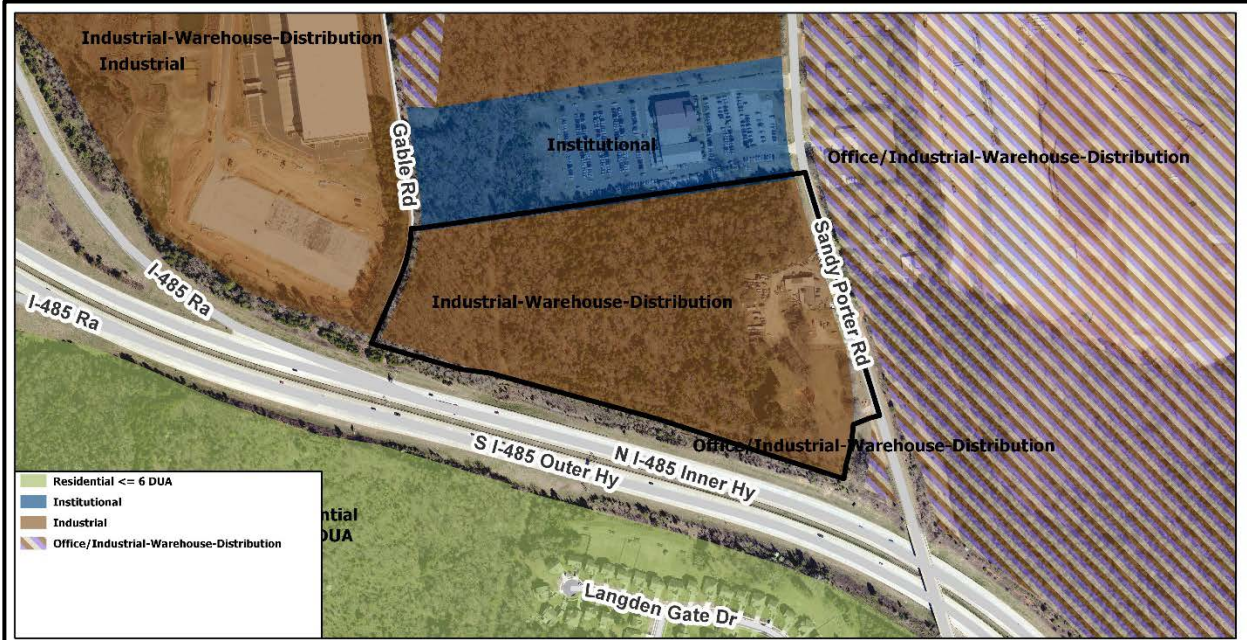 Industrial-Warehouse-Distribution
Industrial
Gable Rd
Institutional
Office/Industrial-Warehouse-Distribution
Sandy Porter Rd
I-485 Ra
I-485 Ra
Industrial-Warehouse-Distribution
Office/Industrial-Warehouse-Distribution
N I-485 Inner Hy
S I-485 Outer Hy
Residential <= 6 DUA
Institutional
Industrial
Office/Industrial-Warehouse-Distribution
ntial
DUA
Langden Gate Dr